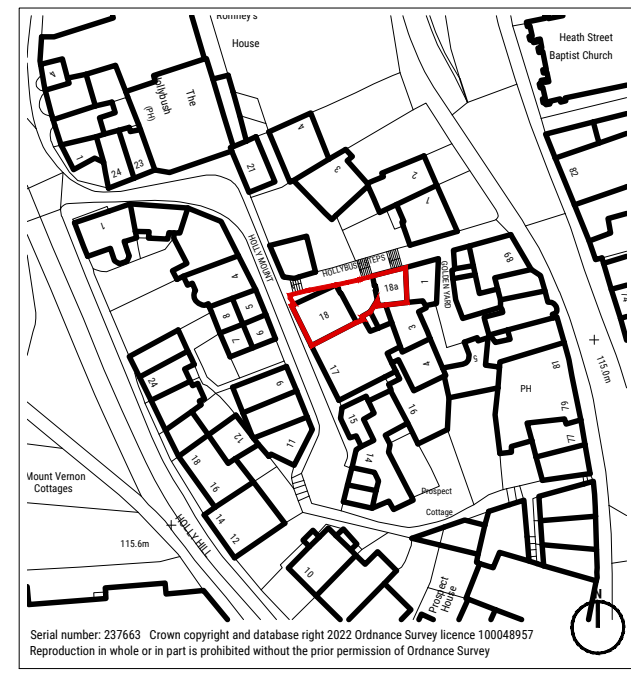 Romney's
House
Heath Street
Baptist Church
The
Hollybush
(PH)
4
1
24
23
21
4
3
2
1
82
1
HOLLY MOUNT
4
5
8
6
7
HOLLYBUSH STEPS
18
18a
1
GOLDEN YARD
68
3
17
4
5
16
PH
81
79
77
74
115.0m
24
9
11
12
18
16
14
12
15
14
Mount Vernon
Cottages
HOLLY HILL
115.6m
Prospect
Cottage
10
Prospect
House
N
Serial number: 237663 Crown copyright and database right 2022 Ordnance Survey licence 100048957
Reproduction in whole or in part is prohibited without the prior permission of Ordnance Survey